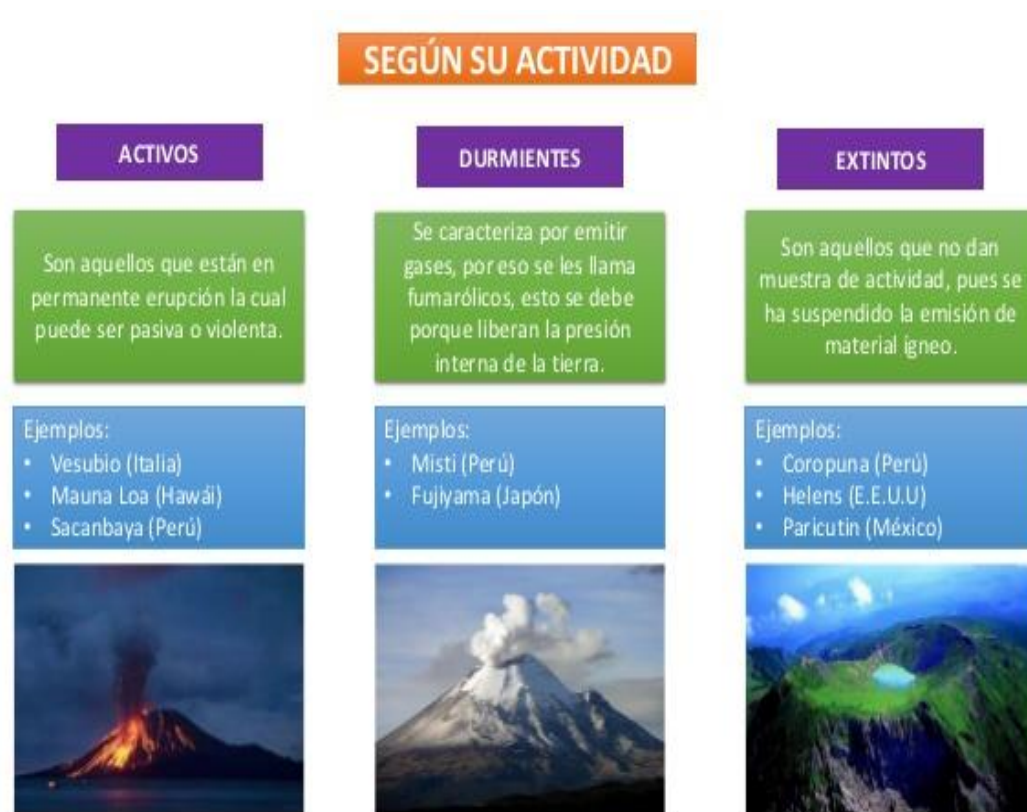 SEGÚN SU ACTIVIDAD
ACTIVOS
Son aquellos que están en
permanente erupción la cual
puede ser pasiva o violenta.
Ejemplos:
• Vesubio (Italia)
• Mauna Loa (Hawái)
• Sacanbaya (Perú)
DURMIENTES
Se caracteriza por emitir
gases, por eso se les llama
fumarólicos, esto se debe
porque liberan la presión
interna de la tierra.
Ejemplos:
• Misti (Perú)
• Fujiyama (Japón)
EXTINTOS
Son aquellos que no dan
muestra de actividad, pues se
ha suspendido la emisión de
material ígneo.
Ejemplos:
• Coropuna (Perú)
• Helens (E.E.U.U)
• Paricutin (México)